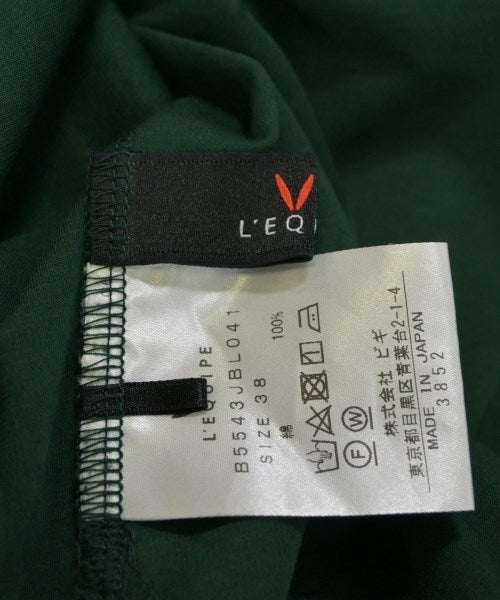 L'EQ
L'EQUIPE
B5543JBL041
SIZE 38
綿 100%
F W
株式会社 ビギ
東京都目黒区青葉台2-1-4
MADE IN JAPAN
3852